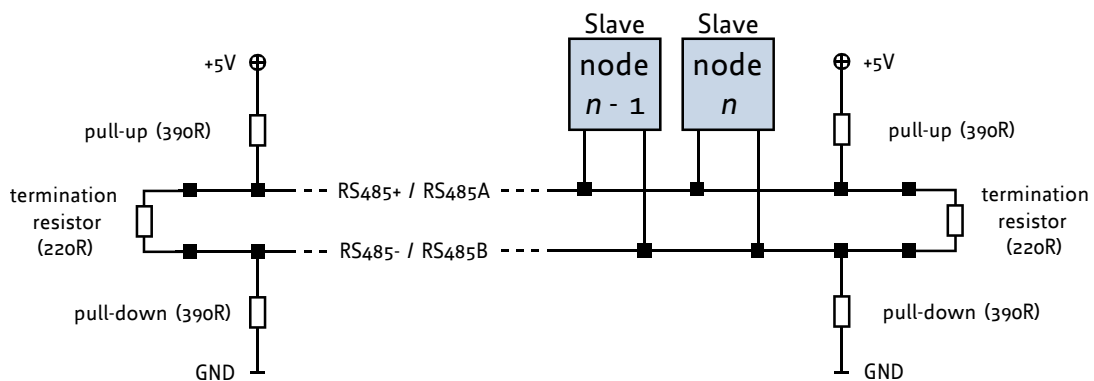 Slave
Slave
node
n - 1
node
n
+5V
+5V
pull-up (390R)
pull-up (390R)
termination
resistor
(220R)
RS485+ / RS485A
termination
resistor
(220R)
RS485- / RS485B
pull-down (390R)
pull-down (390R)
GND
GND